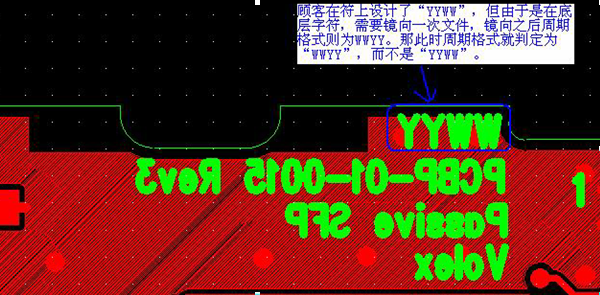 顾客在符上设计了“YYWW”,但由于是在底
层字符,需要镜向一次文件,镜向之后周期
格式则为WWYY。那此时周期格式就判定为
“WWYY”,而不是“YYWW”。
YYWW
PCBP-01-0015 Rev3
1
Passive SFP
Volex